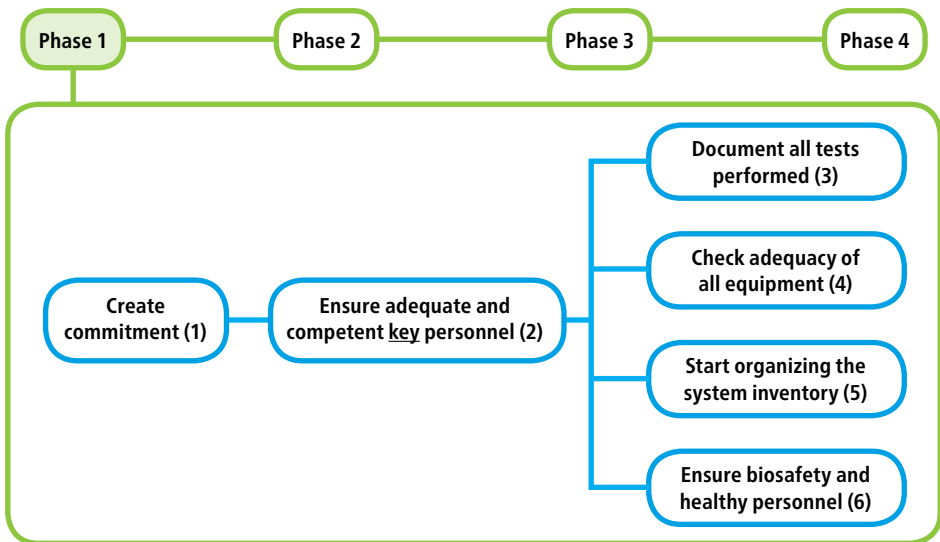 Phase 1
Phase 2
Phase 3
Phase 4
Create
commitment (1)
Ensure adequate and
competent key personnel (2)
Document all tests
performed (3)
Check adequacy of
all equipment (4)
Start organizing the
system inventory (5)
Ensure biosafety and
healthy personnel (6)